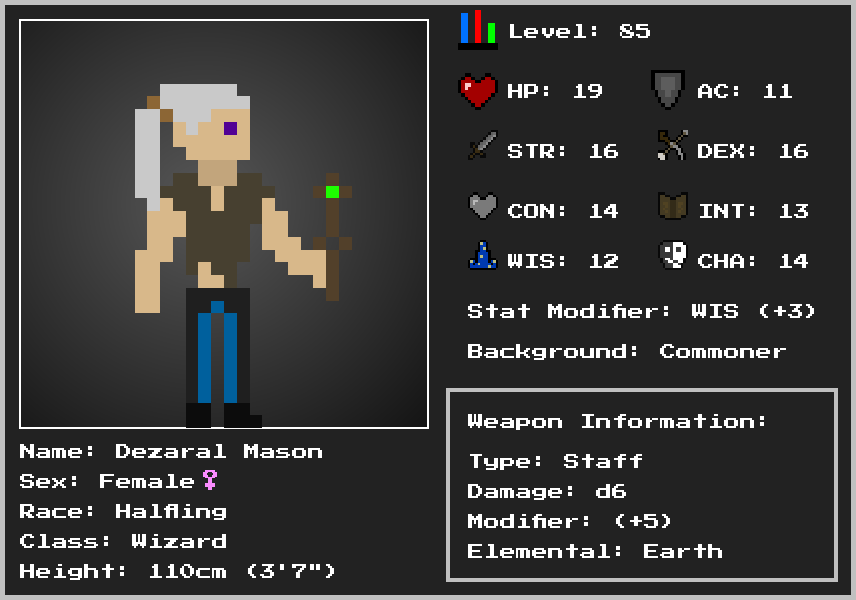 Level: 85
HP: 19 AC: 11
STR: 16 DEX: 16
CON: 14 INT: 13
WIS: 12 CHA: 14
Stat Modifier: WIS (+3)
Background: Commoner
Weapon Information:
Type: Staff
Damage: d6
Modifier: (+5)
Elemental: Earth
Name: Dezaral Mason
Sex: Female♀
Race: Halfling
Class: Wizard
Height: 110cm (3'7")